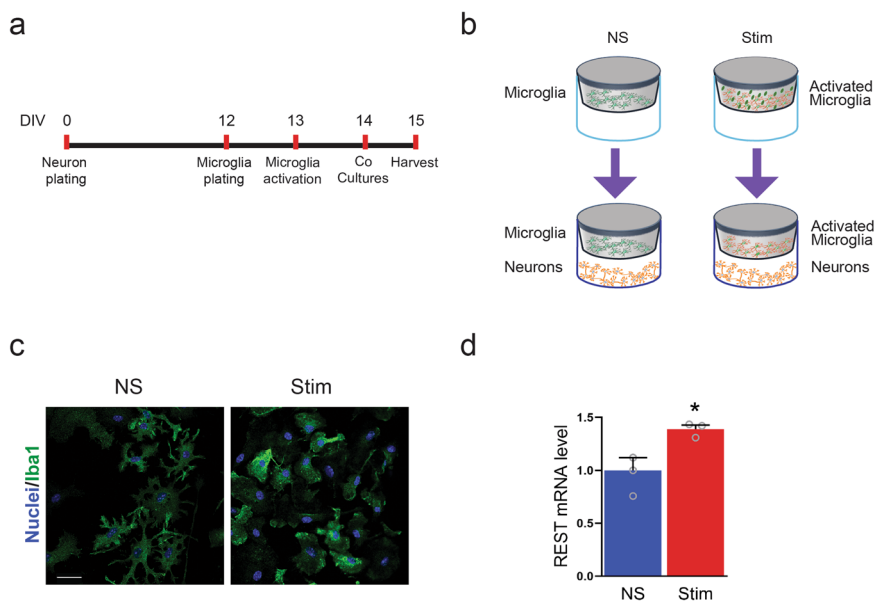 a
DIV 0 12 13 14 15
Neuron plating
Microglia plating
Microglia activation
Co Cultures
Harvest
b
NS Stim
Microglia
Activated Microglia
Microglia
Neurons
Activated Microglia
Neurons
c
NS Stim
Nuclei/Iba1
d
*
REST mRNA level
1.5
1.0
0.5
0.0
NS Stim